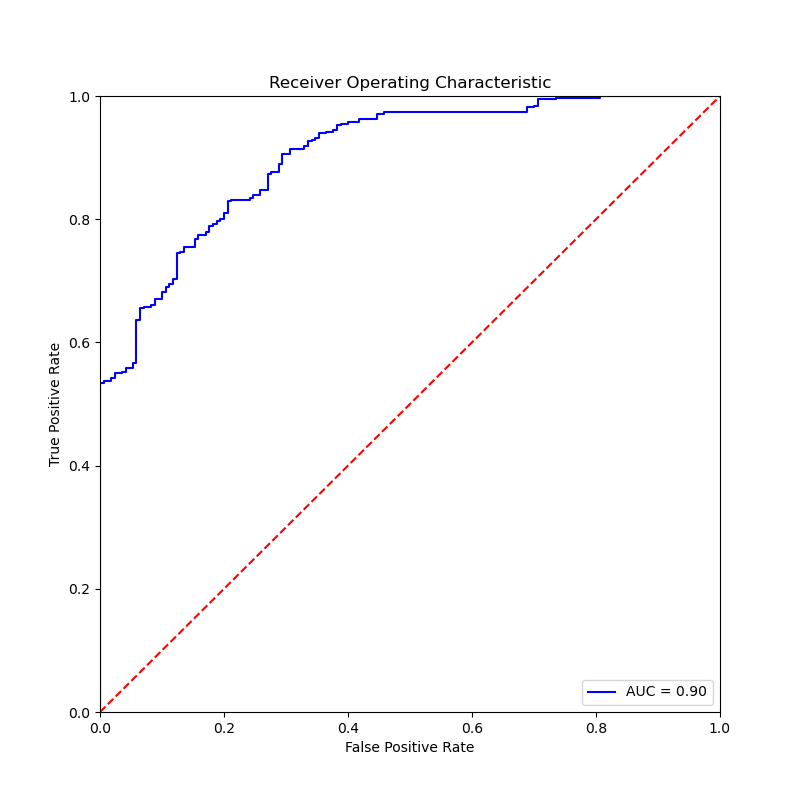 Receiver Operating Characteristic
1.0
0.8
0.6
0.4
0.2
0.0
True Positive Rate
AUC = 0.90
0.0 0.2 0.4 0.6 0.8 1.0
False Positive Rate